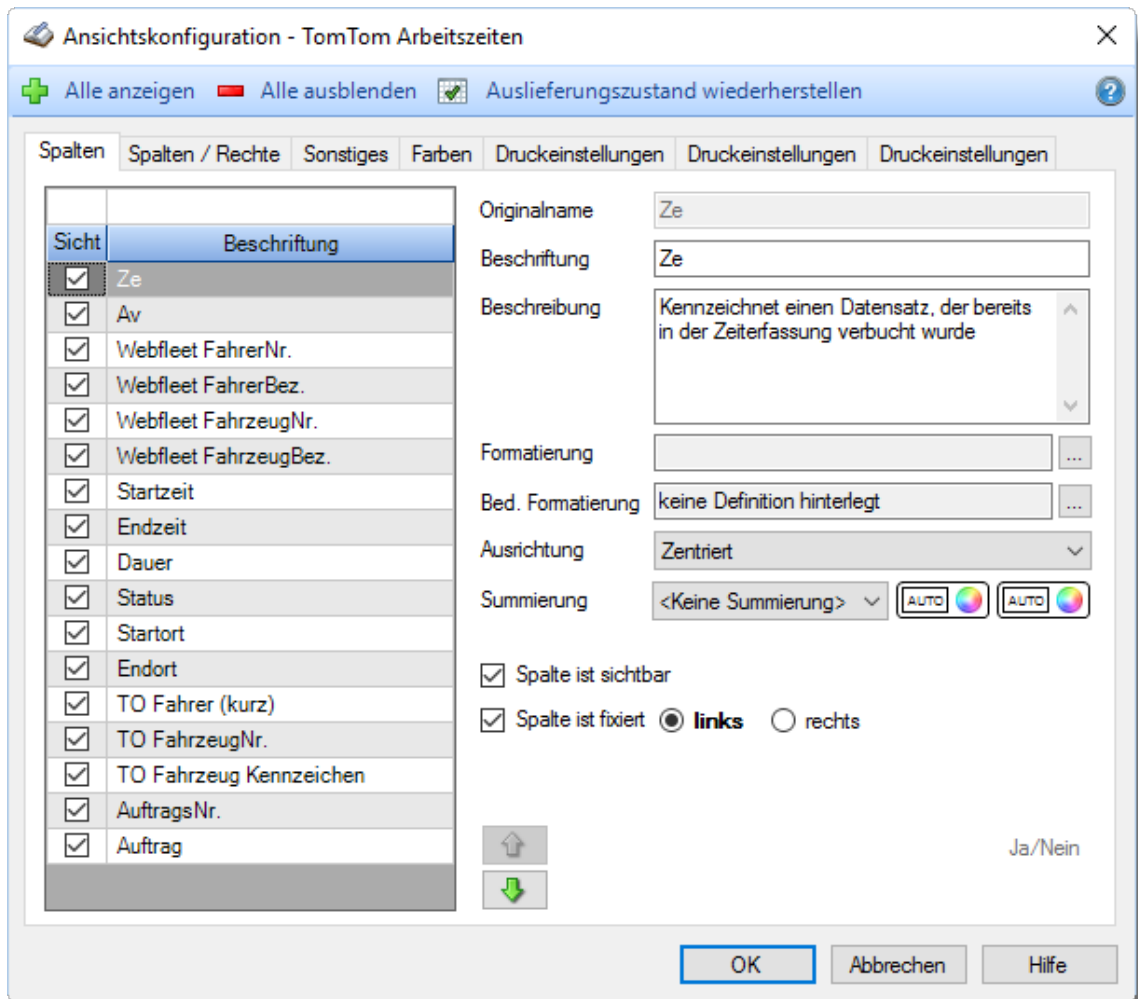 Ansichtskonfiguration - TomTom Arbeitszeiten
Alle anzeigen Alle ausblenden Auslieferungszustand wiederherstellen ?
Spalten Spalten / Rechte Sonstiges Farben Druckeinstellungen Druckeinstellungen Druckeinstellungen
Sicht Beschriftung
Ze
Av
Webfleet FahrerNr.
Webfleet FahrerBez.
Webfleet FahrzeugNr.
Webfleet FahrzeugBez.
Startzeit
Endzeit
Dauer
Status
Startort
Endort
TO Fahrer (kurz)
TO FahrzeugNr.
TO Fahrzeug Kennzeichen
AuftragsNr.
Auftrag
Originalname Ze
Beschriftung Ze
Beschreibung Kennzeichnet einen Datensatz, der bereits
in der Zeiterfassung verbucht wurde
Formatierung ...
Bed. Formatierung keine Definition hinterlegt ...
Ausrichtung Zentriert
Summierung <Keine Summierung> AUTO AUTO
Spalte ist sichtbar
Spalte ist fixiert links rechts
Ja/Nein
OK Abbrechen Hilfe